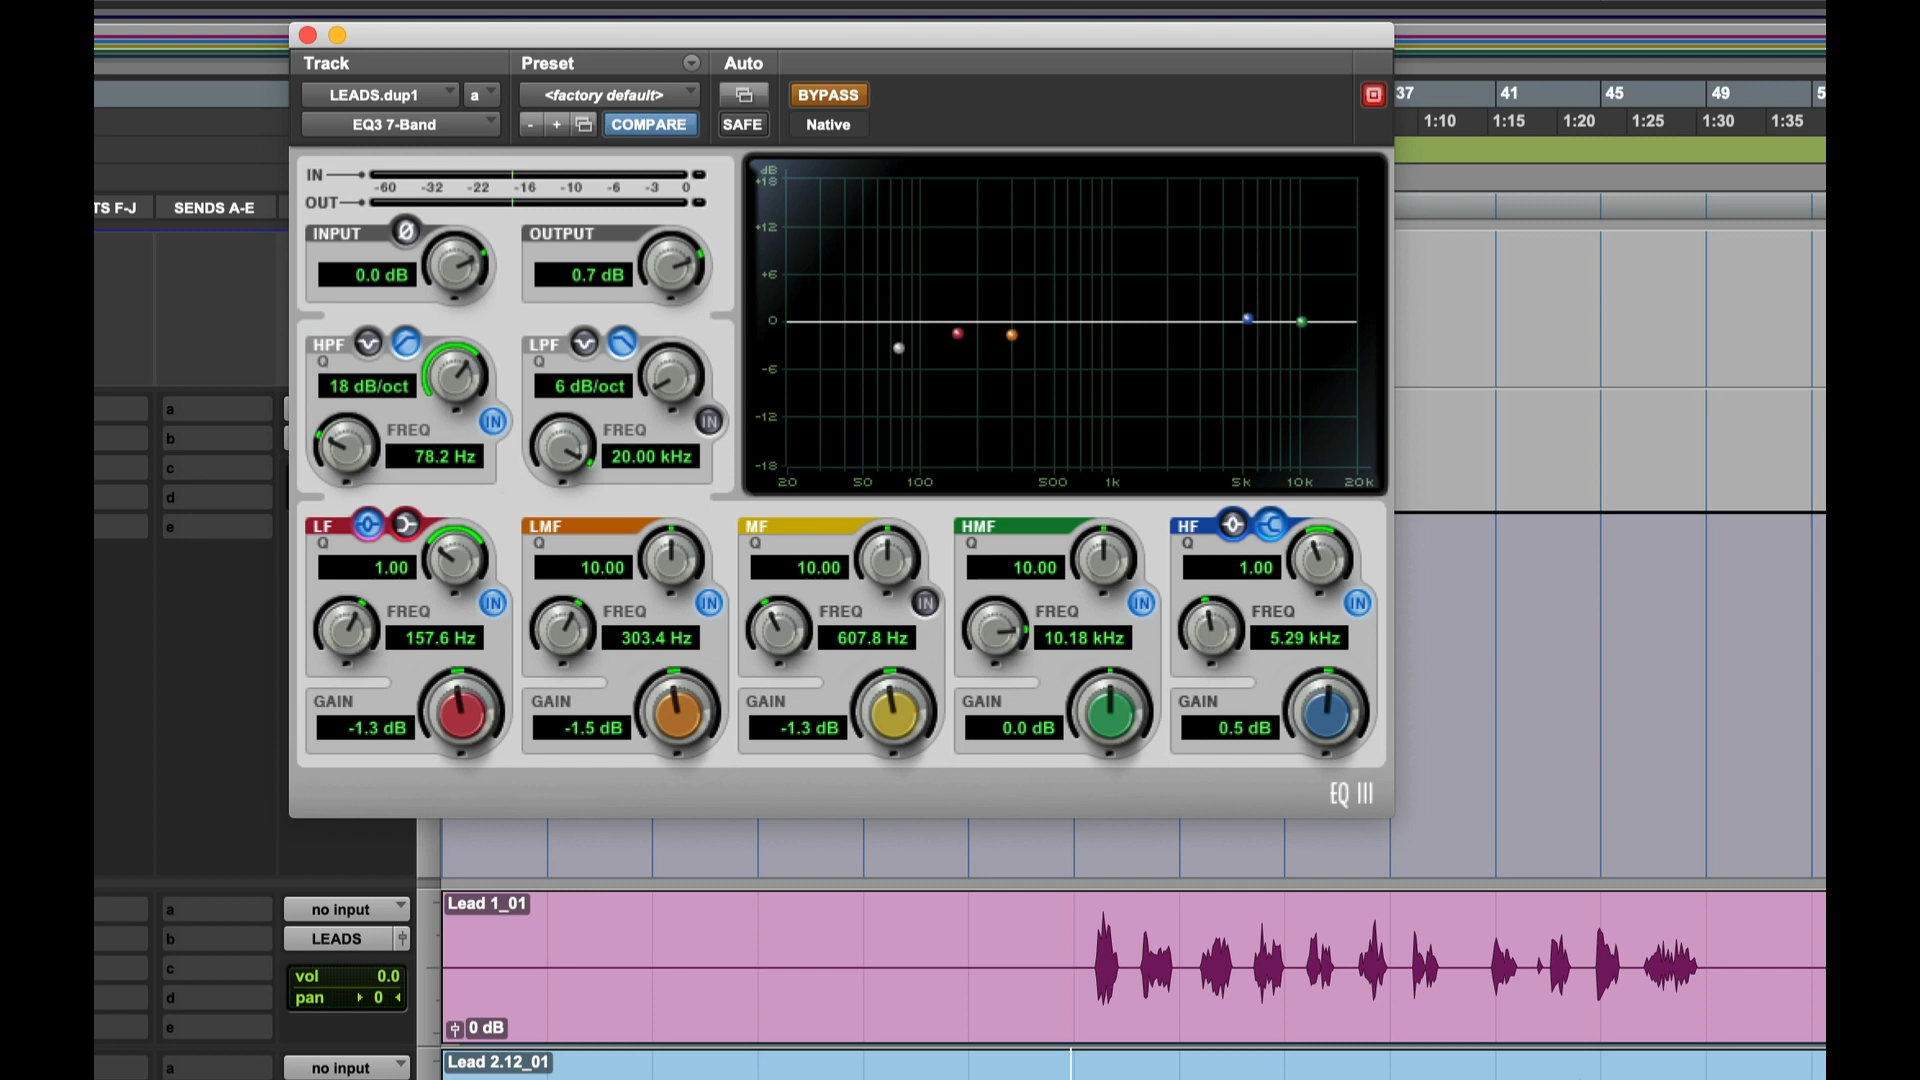 Track
Preset
Auto
LEADS.dup1
a
<factory default>
BYPASS
EQ3 7-Band
-
+
COMPARE
SAFE
Native
37
41
45
49
1:10
1:15
1:20
1:25
1:30
1:35
TS F-J
SENDS A-E
IN
-60 -32 -22 -16 -10 -6 -3 0
OUT
INPUT
Ø
0.0 dB
OUTPUT
0.7 dB
HPF
Q
18 dB/oct
IN
FREQ
78.2 Hz
LPF
Q
6 dB/oct
IN
FREQ
20.00 kHz
dB
+18
+12
+6
0
-6
-12
-18
20 50 100 500 1k 5k 10k 20k
LF
Q
1.00
IN
FREQ
157.6 Hz
GAIN
-1.3 dB
LMF
Q
10.00
IN
FREQ
303.4 Hz
GAIN
-1.5 dB
MF
Q
10.00
IN
FREQ
607.8 Hz
GAIN
-1.3 dB
HMF
Q
10.00
IN
FREQ
10.18 kHz
GAIN
0.0 dB
HF
Q
1.00
IN
FREQ
5.29 kHz
GAIN
0.5 dB
EQ III
a
b
c
d
e
a
b
c
d
e
no input
LEADS
vol 0.0
pan 0
Lead 1_01
0 dB
a
no input
Lead 2.12_01